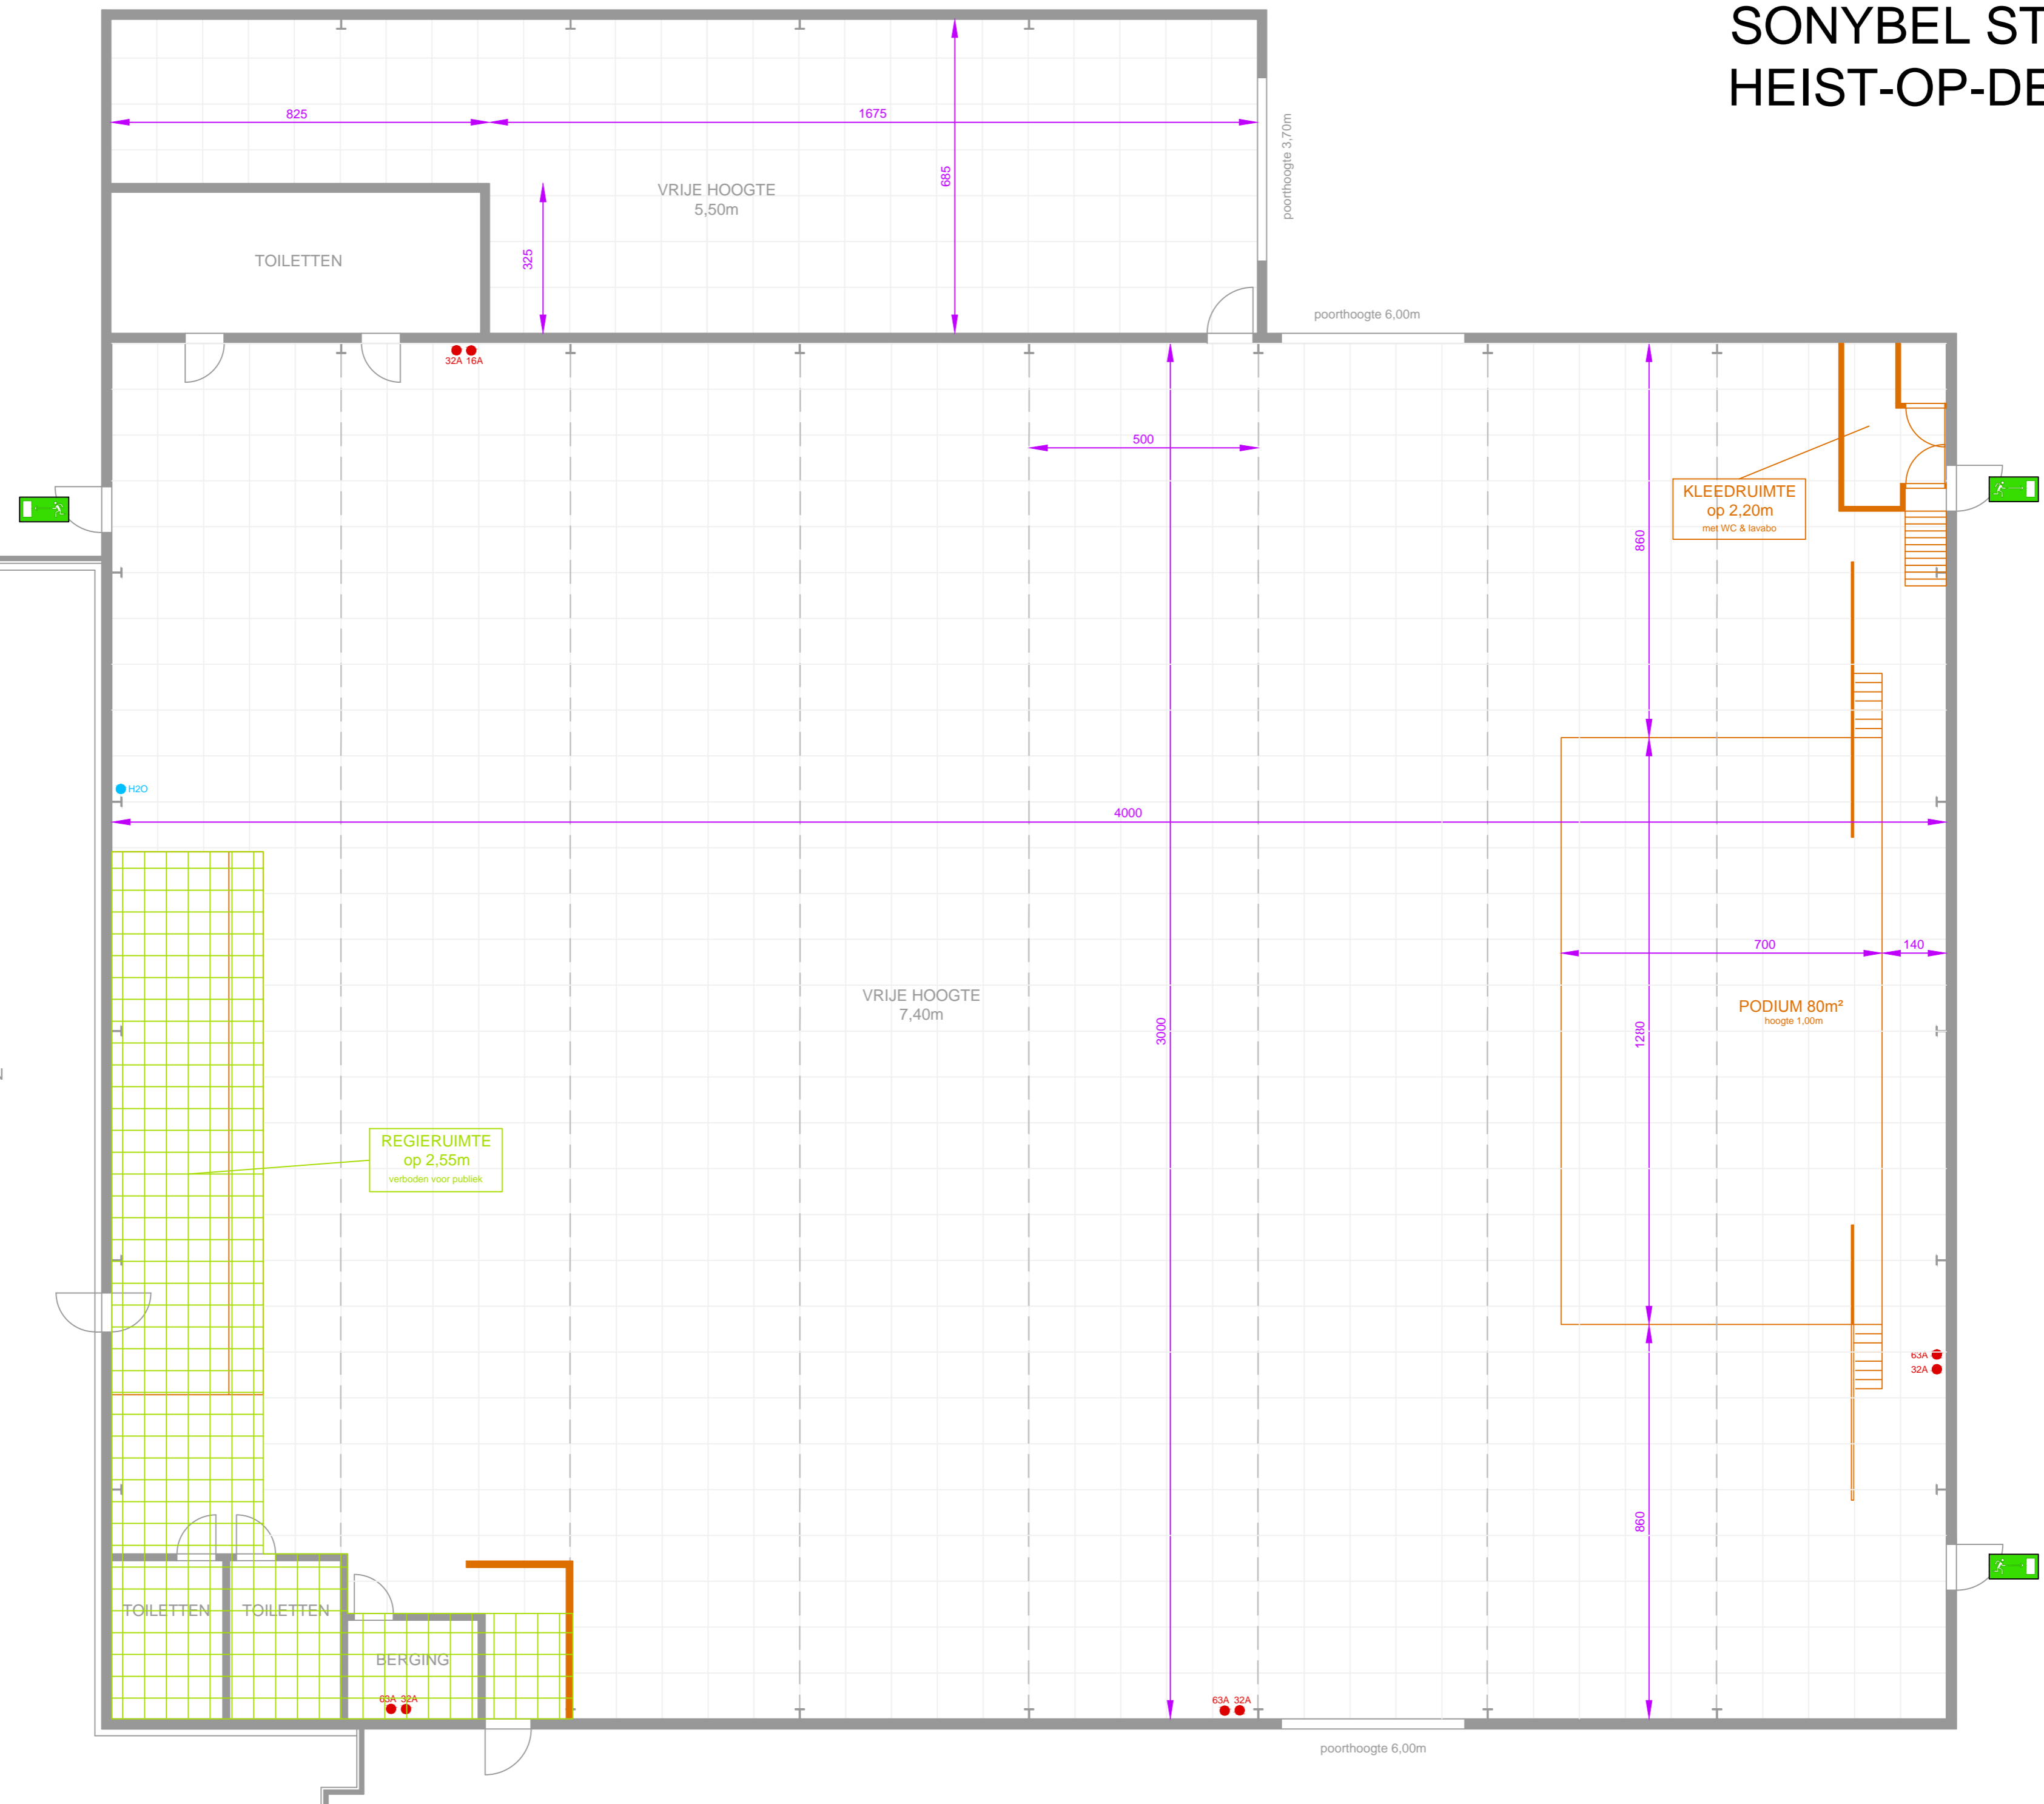 SONYBEL ST
HEIST-OP-DE
825
1675
685
poorthoogte 3,70m
VRIJE HOOGTE
5,50m
325
TOILETTEN
poorthoogte 6,00m
32A 16A
500
860
KLEEDRUIMTE
op 2,20m
met WC & lavabo
H2O
4000
700
140
VRIJE HOOGTE
7,40m
3000
1280
PODIUM 80m²
hoogte 1,00m
N
REGIERUIMTE
op 2,55m
verboden voor publiek
63A
32A
860
TOILETTEN
TOILETTEN
BERGING
63A 32A
63A 32A
poorthoogte 6,00m